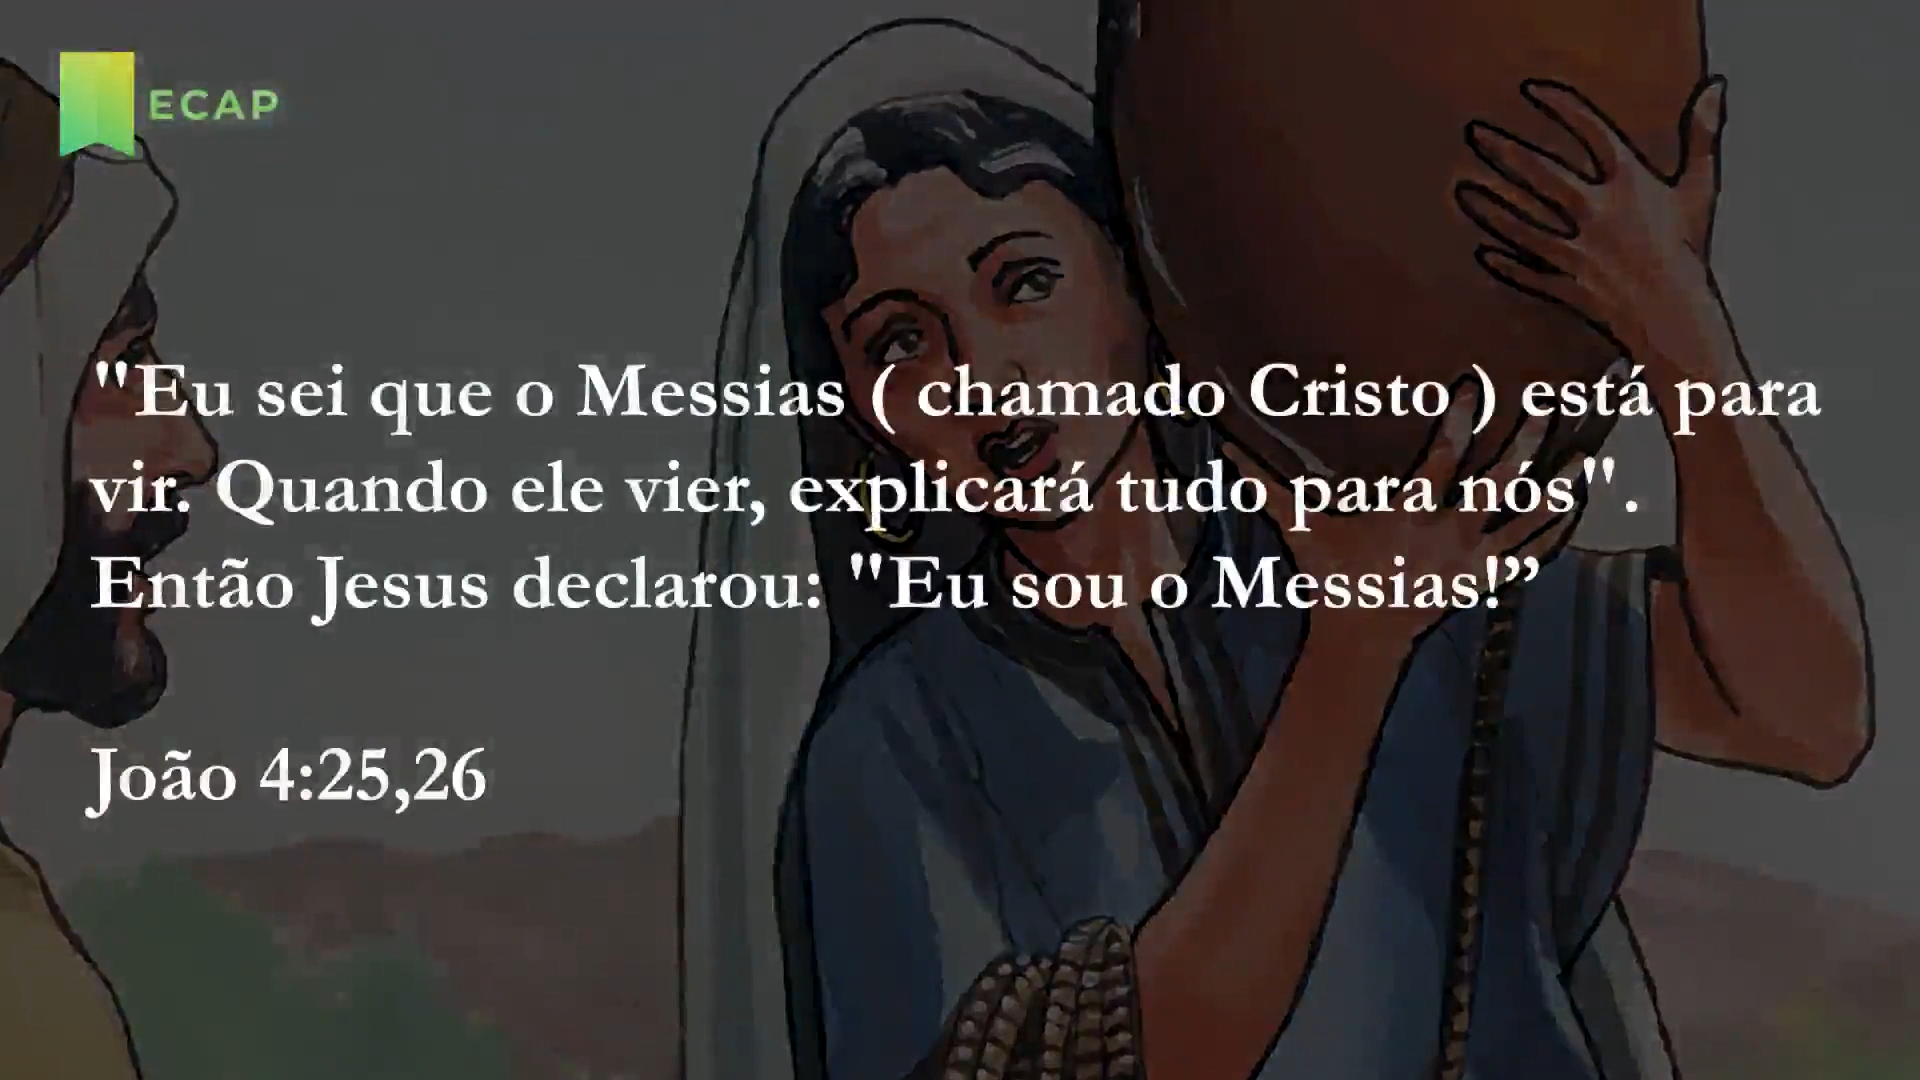 ECAP
"Eu sei que o Messias ( chamado Cristo ) está para
vir. Quando ele vier, explicará tudo para nós".
Então Jesus declarou: "Eu sou o Messias!”
João 4:25,26